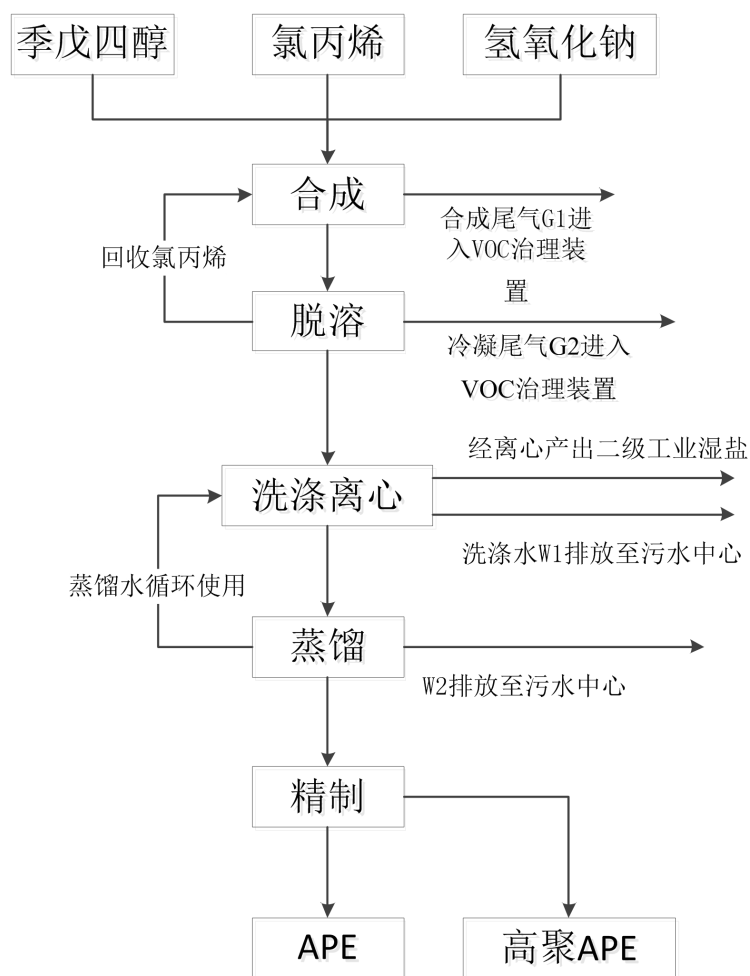 季戊四醇
氯丙烯
氢氧化钠
合成
合成尾气G1进
入VOC治理装
置
回收氯丙烯
脱溶
冷凝尾气G2进入
VOC治理装置
经离心产出二级工业湿盐
洗涤离心
洗涤水W1排放至污水中心
蒸馏水循环使用
蒸馏
W2排放至污水中心
精制
APE
高聚APE